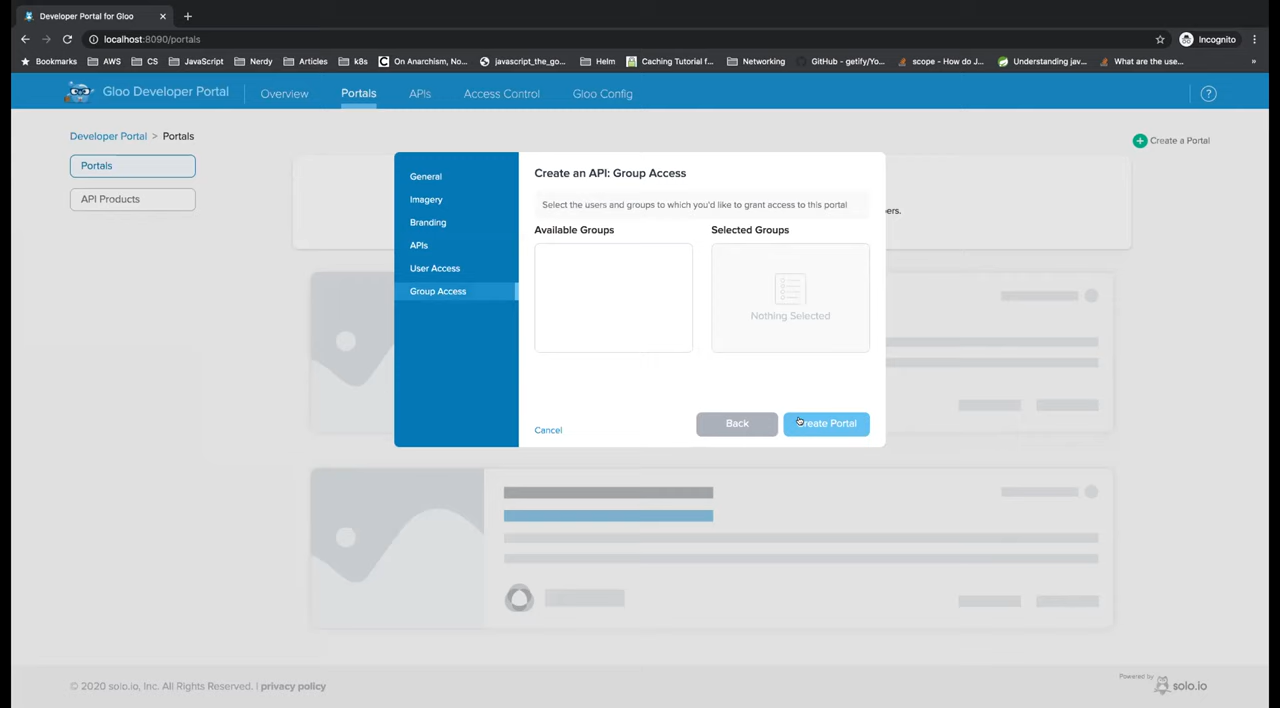 Developer Portal for Gloo
localhost:8090/portals
Incognito
Bookmarks AWS CS JavaScript Nerdy Articles k8s On Anarchism, No... javascript_the_go... Helm Caching Tutorial f... Networking GitHub - getify/Yo... scope - How do J... Understanding jav... What are the use... »
Gloo Developer Portal Overview Portals APIs Access Control Gloo Config ?
Developer Portal > Portals
Create a Portal
Portals
API Products
ers.
General
Imagery
Branding
APIs
User Access
Group Access
Create an API: Group Access
Select the users and groups to which you'd like to grant access to this portal
Available Groups
Selected Groups
Nothing Selected
Cancel
Back
Create Portal
© 2020 solo.io, Inc. All Rights Reserved. | privacy policy
Powered by
solo.io